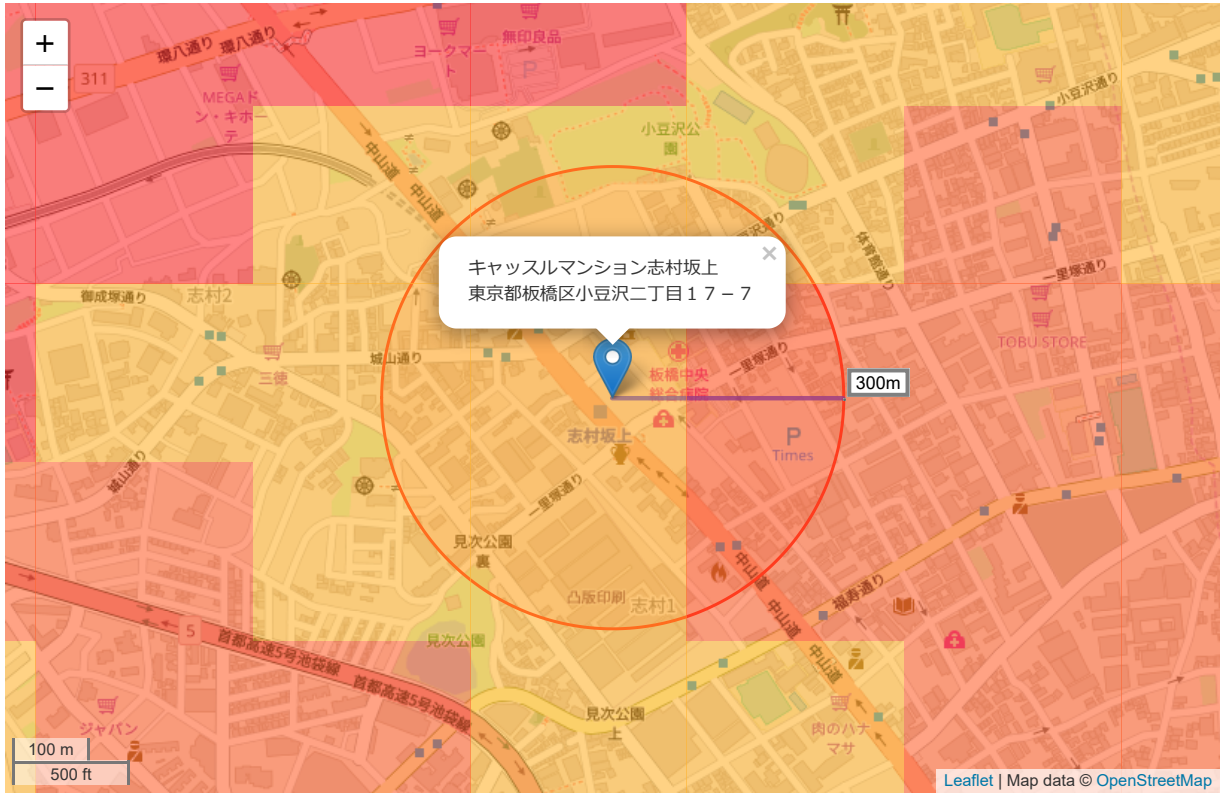 +
−
311
環八通り
環八通り
ヨークマー
ト
無印良品
P
MEGAド
ン・キホー
テ
中山道
中山道
小豆沢公
園
小豆沢通り
体育館通り
一里塚通り
TOBU STORE
御成塚通り
志村2
三徳
城山通り
キャッスルマンション志村坂上
東京都板橋区小豆沢二丁目１７−７
×
板橋中央
総合病院
一里塚通り
300m
志村坂上
P
Times
城山通り
一里塚通り
見次公園
裏
凸版印刷
志村1
中山道
中山道
中山道
福寿通り
見次公園
5
首都高速5号池袋線
首都高速5号池袋線
見次公園
上
肉のハナ
マサ
ジャパン
100 m
500 ft
Leaflet | Map data © OpenStreetMap